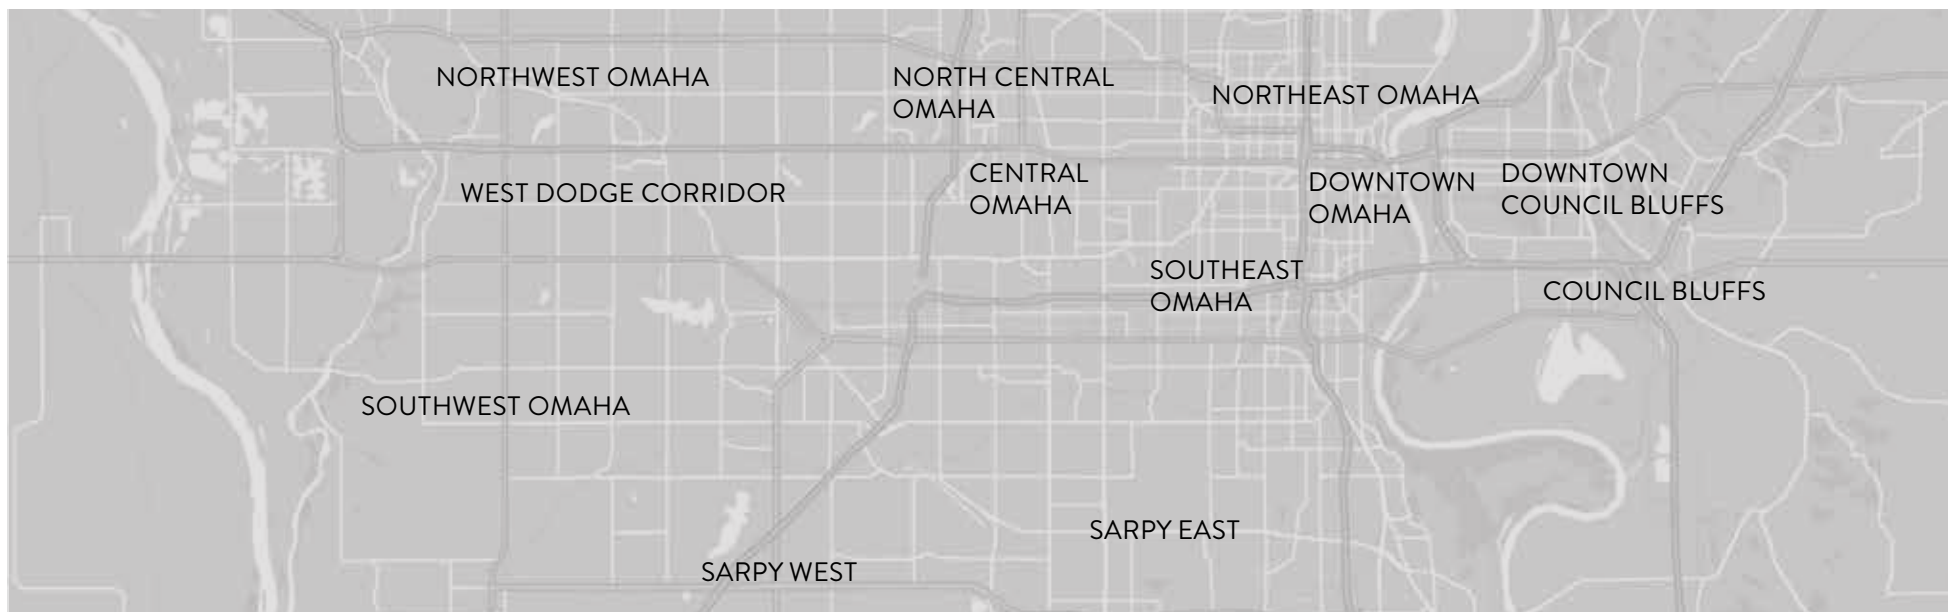 NORTHWEST OMAHA
NORTH CENTRAL
OMAHA
NORTHEAST OMAHA
WEST DODGE CORRIDOR
CENTRAL
OMAHA
DOWNTOWN
OMAHA
DOWNTOWN
COUNCIL BLUFFS
SOUTHEAST
OMAHA
COUNCIL BLUFFS
SOUTHWEST OMAHA
SARPY EAST
SARPY WEST